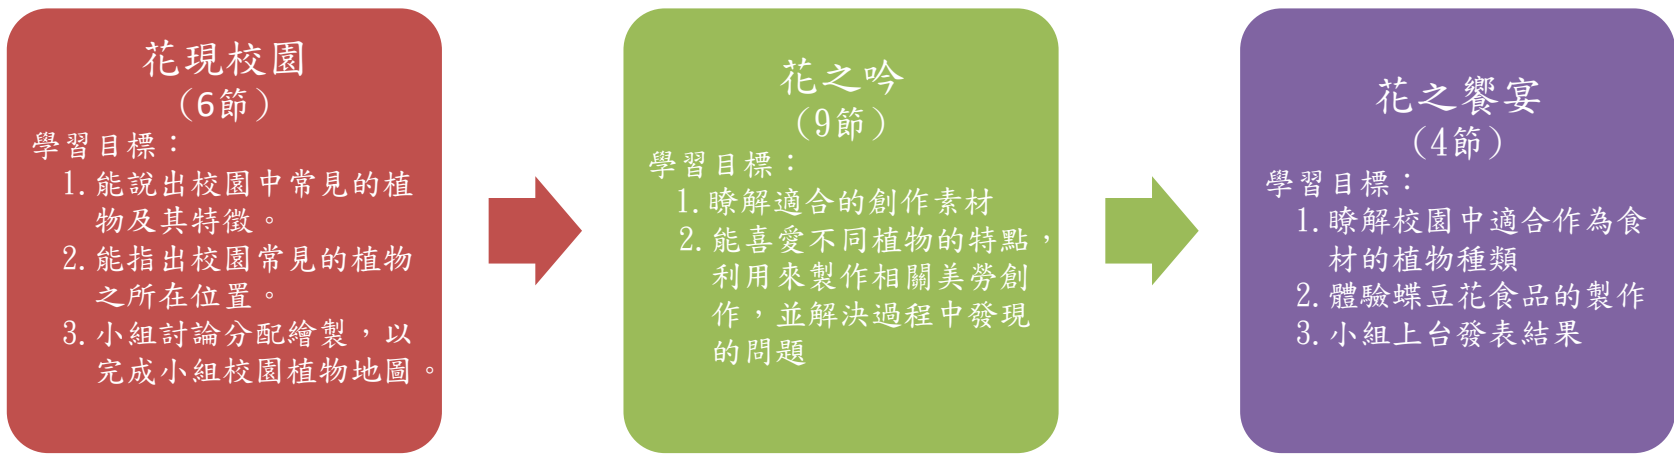 花現校園
（6節）
學習目標：
1.能說出校園中常見的植
物及其特徵。
2.能指出校園常見的植物
之所在位置。
3.小組討論分配繪製，以
完成小組校園植物地圖。
花之吟
（9節）
學習目標：
1.瞭解適合的創作素材
2.能喜愛不同植物的特點，
利用來製作相關美勞創
作，並解決過程中發現
的問題
花之饗宴
（4節）
學習目標：
1.瞭解校園中適合作為食
材的植物種類
2.體驗蝶豆花食品的製作
3.小組上台發表結果